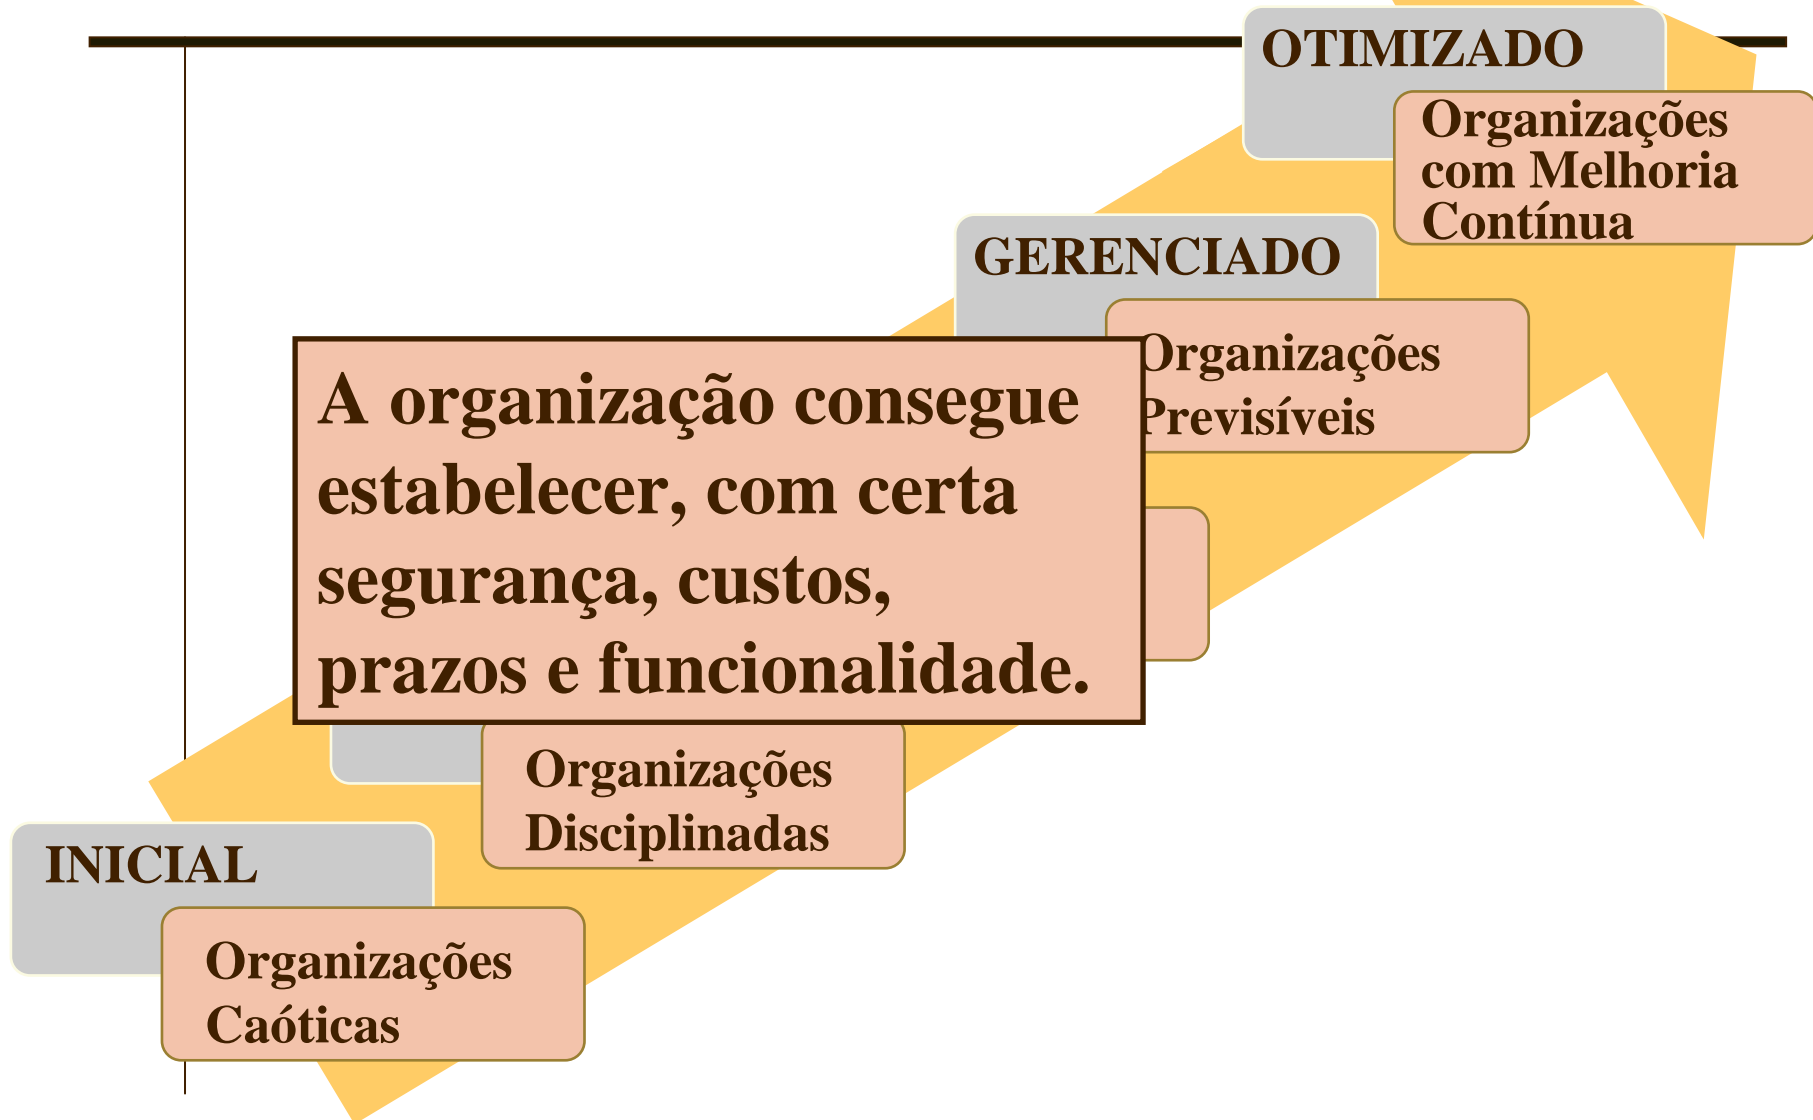 OTIMIZADO
Organizações
com Melhoria
Contínua
GERENCIADO
Organizações
Previsíveis
A organização consegue
estabelecer, com certa
segurança, custos,
prazos e funcionalidade.
Organizações
Disciplinadas
INICIAL
Organizações
Caóticas